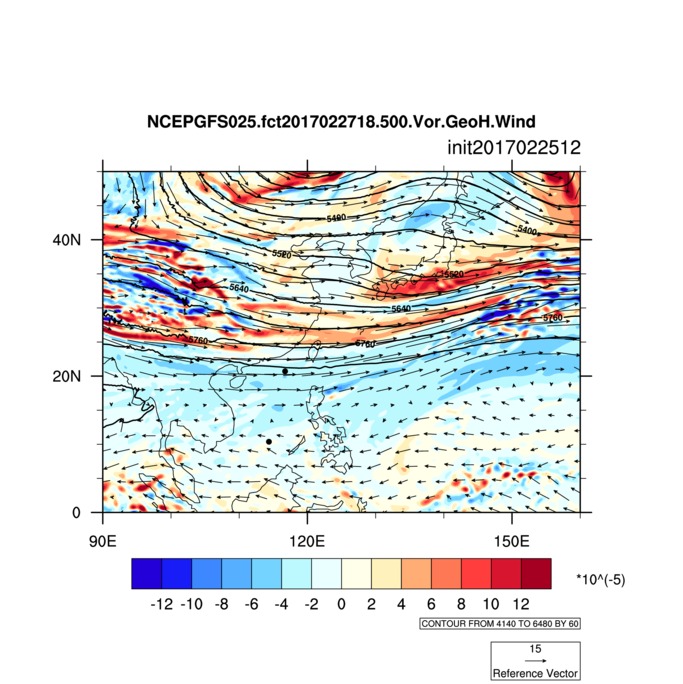 NCEPGFS025.fct2017022718.500.Vor.GeoH.Wind
init2017022512
5400
5400
5520
5520
40N
5640
5640
5760
5760
5760
20N
0
90E 120E 150E
-12 -10 -8 -6 -4 -2 0 2 4 6 8 10 12
*10^(-5)
CONTOUR FROM 4140 TO 6480 BY 60
15
Reference Vector